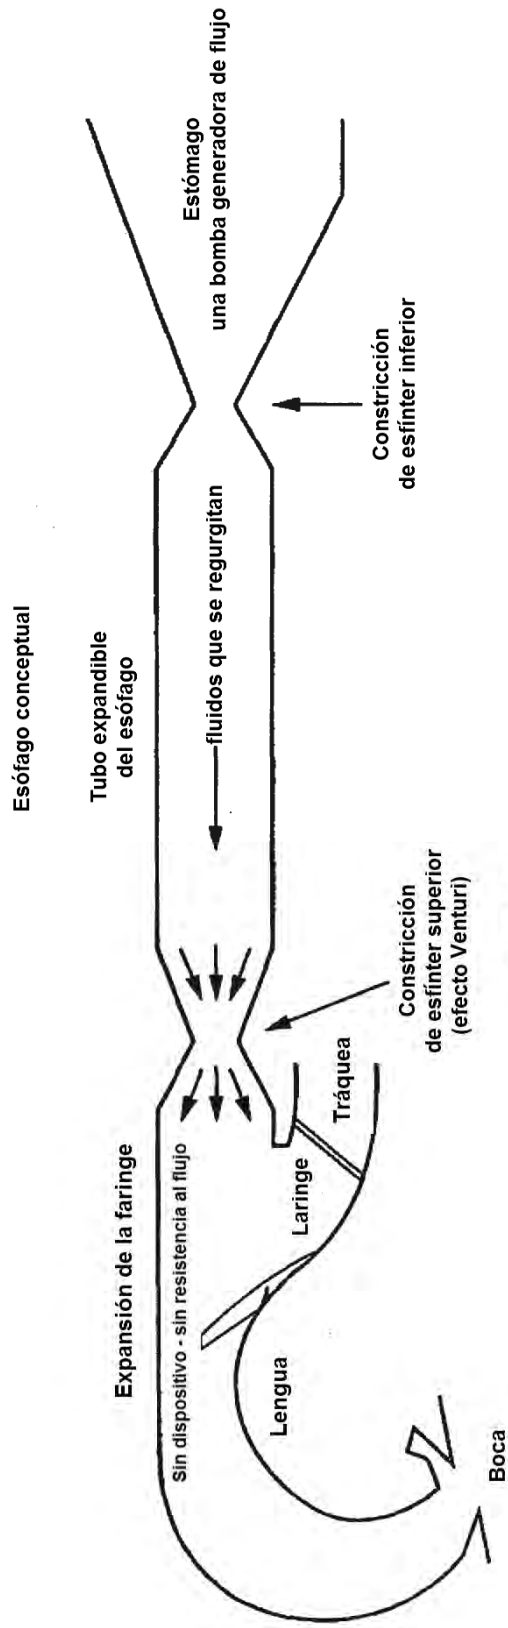 Esófago conceptual
Tubo expandible
del esófago
Expansión de la faringe
Sin dispositivo - sin resistencia al flujo
fluidos que se regurgitan
Estómago
una bomba generadora de flujo
Lengua
Laringe
Tráquea
Constricción
de esfínter superior
(efecto Venturi)
Constricción
de esfínter inferior
Boca